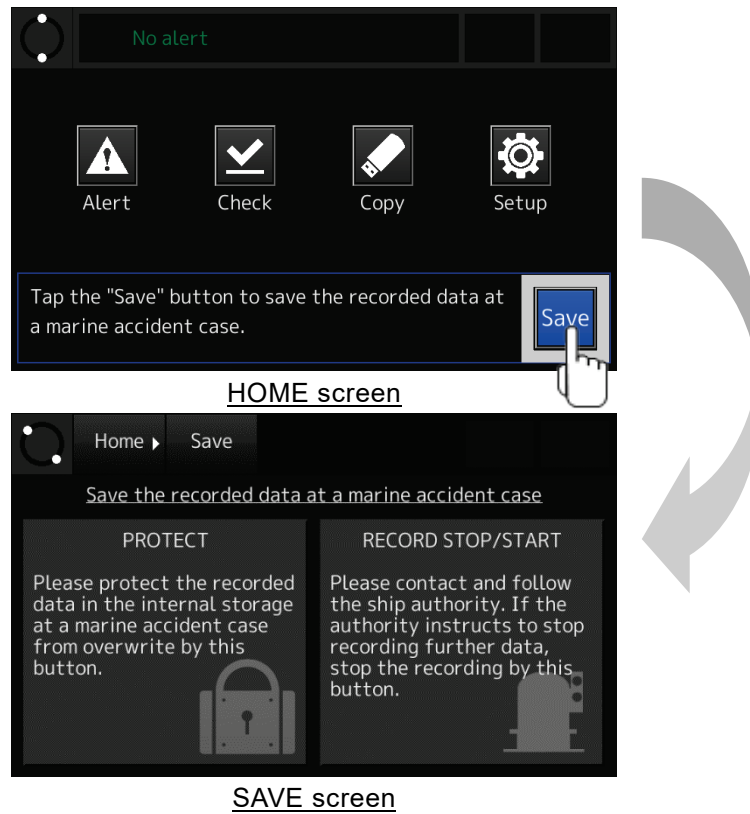 No alert
Alert
Check
Copy
Setup
Tap the "Save" button to save the recorded data at
a marine accident case.
Save
HOME screen
Home
Save
Save the recorded data at a marine accident case
PROTECT
Please protect the recorded
data in the internal storage
at a marine accident case
from overwrite by this
button.
RECORD STOP/START
Please contact and follow
the ship authority. If the
authority instructs to stop
recording further data,
stop the recording by this
button.
SAVE screen